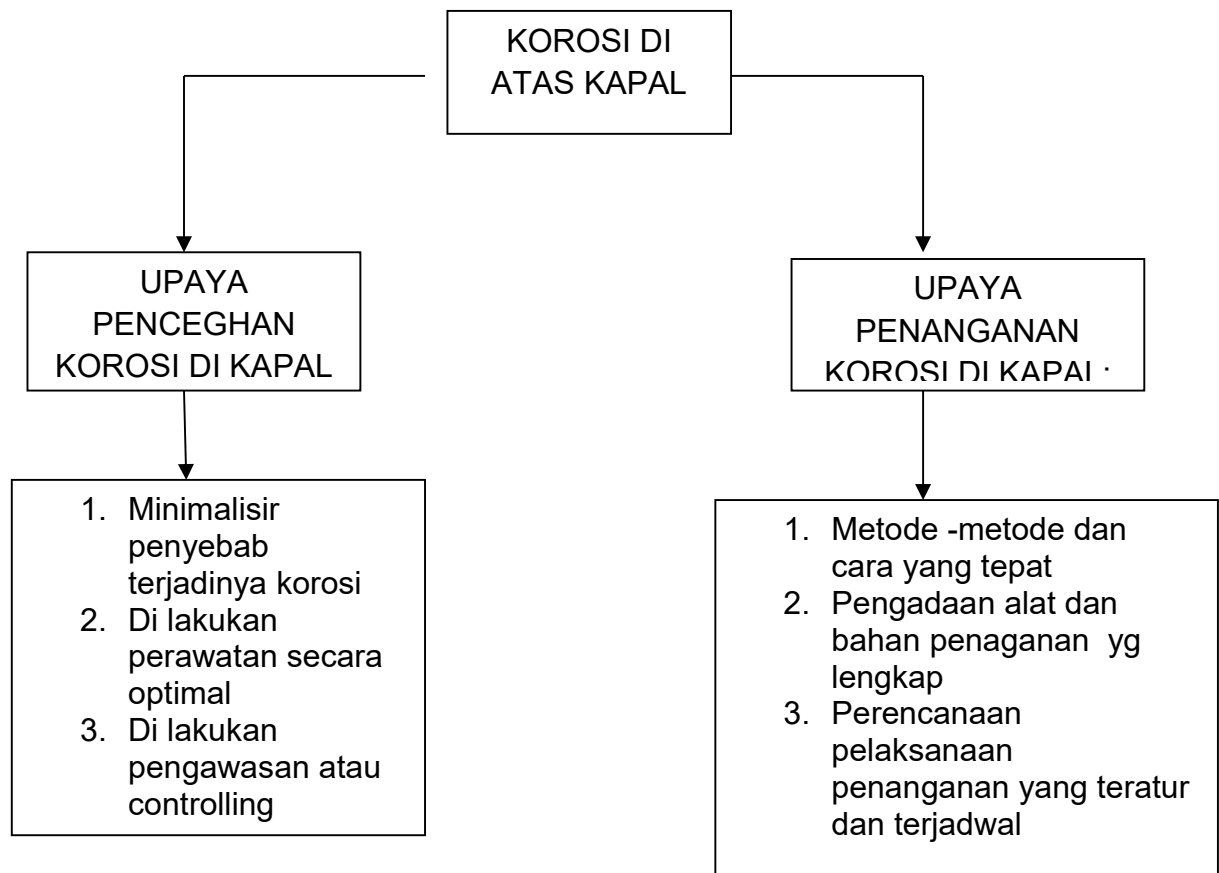 KOROSI DI
ATAS KAPAL
UPAYA
PENCEGHAN
KOROSI DI KAPAL
UPAYA
PENANGANAN
KOROSI DI KAPAL :
1. Minimalisir
penyebab
terjadinya korosi
2. Di lakukan
perawatan secara
optimal
3. Di lakukan
pengawasan atau
controlling
1. Metode -metode dan
cara yang tepat
2. Pengadaan alat dan
bahan penaganan yg
lengkap
3. Perencanaan
pelaksanaan
penanganan yang teratur
dan terjadwal